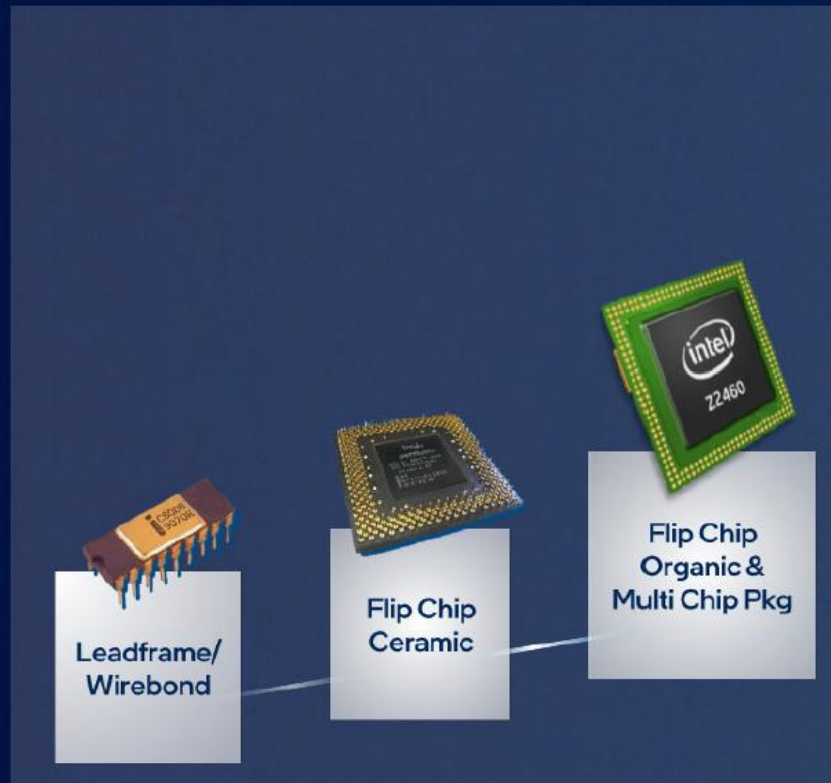 intel
Z2460
Leadframe/
Wirebond
Flip Chip
Ceramic
Flip Chip
Organic &
Multi Chip Pkg